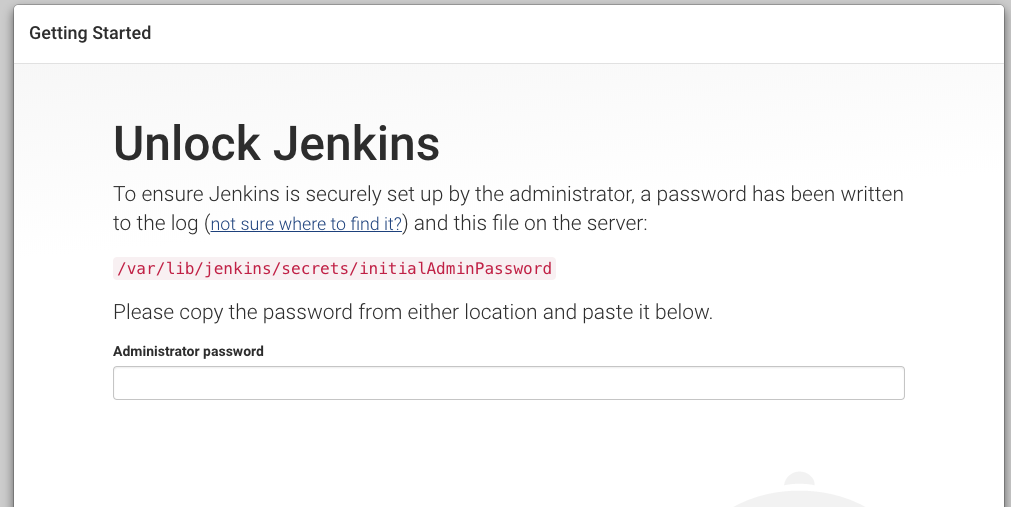 Getting Started
Unlock Jenkins
To ensure Jenkins is securely set up by the administrator, a password has been written
to the log (not sure where to find it?) and this file on the server:
/var/lib/jenkins/secrets/initialAdminPassword
Please copy the password from either location and paste it below.
Administrator password